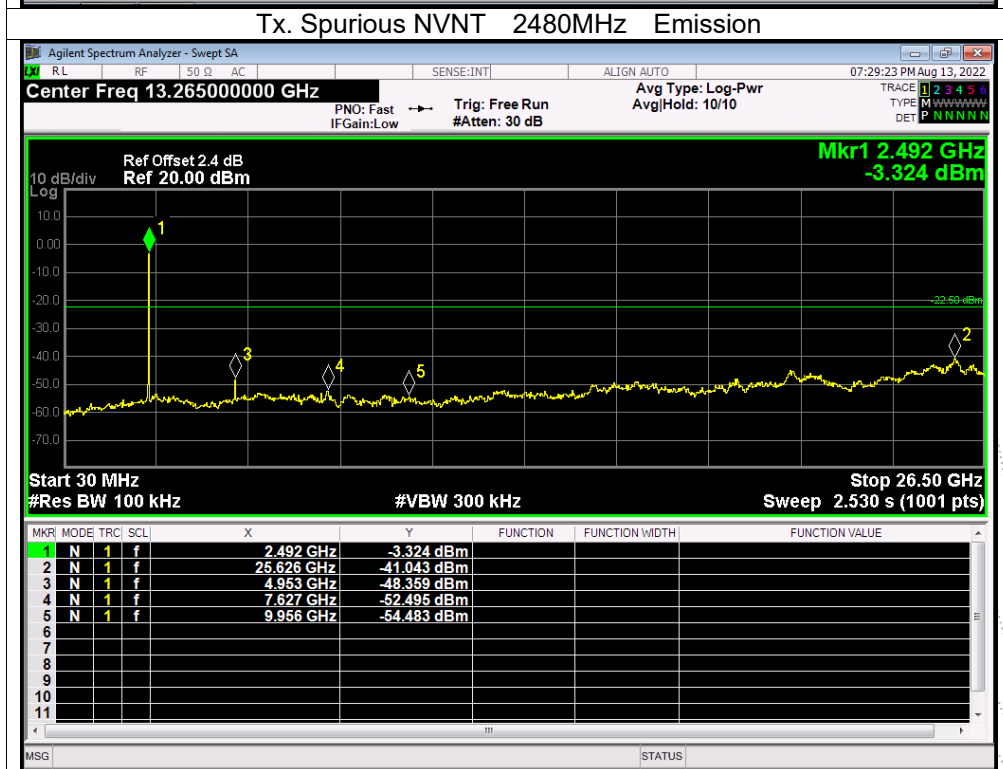 Tx. Spurious NVNT 2480MHz Emission
Agilent Spectrum Analyzer - Swept SA
LXI RL RF 50 Ω AC SENSE:INT ALIGN AUTO 07:29:23 PM Aug 13, 2022
Center Freq 13.265000000 GHz
PNO: Fast
IFGain:Low
Trig: Free Run
#Atten: 30 dB
Avg Type: Log-Pwr
Avg|Hold: 10/10
TRACE 1 2 3 4 5 6
TYPE M WWWWW
DET P N N N N N
Mkr1 2.492 GHz
-3.324 dBm
Ref Offset 2.4 dB
10 dB/div Ref 20.00 dBm
Log
10.0
0.00
-10.0
-20.0
-30.0
-40.0
-50.0
-60.0
-70.0
1
-22.50 dBm
2
3
4
5
Start 30 MHz Stop 26.50 GHz
#Res BW 100 kHz #VBW 300 kHz Sweep 2.530 s (1001 pts)
MKR MODE TRC SCL X Y FUNCTION FUNCTION WIDTH FUNCTION VALUE
1 N 1 f 2.492 GHz -3.324 dBm
2 N 1 f 25.626 GHz -41.043 dBm
3 N 1 f 4.953 GHz -48.359 dBm
4 N 1 f 7.627 GHz -52.495 dBm
5 N 1 f 9.956 GHz -54.483 dBm
6
7
8
9
10
11
MSG STATUS